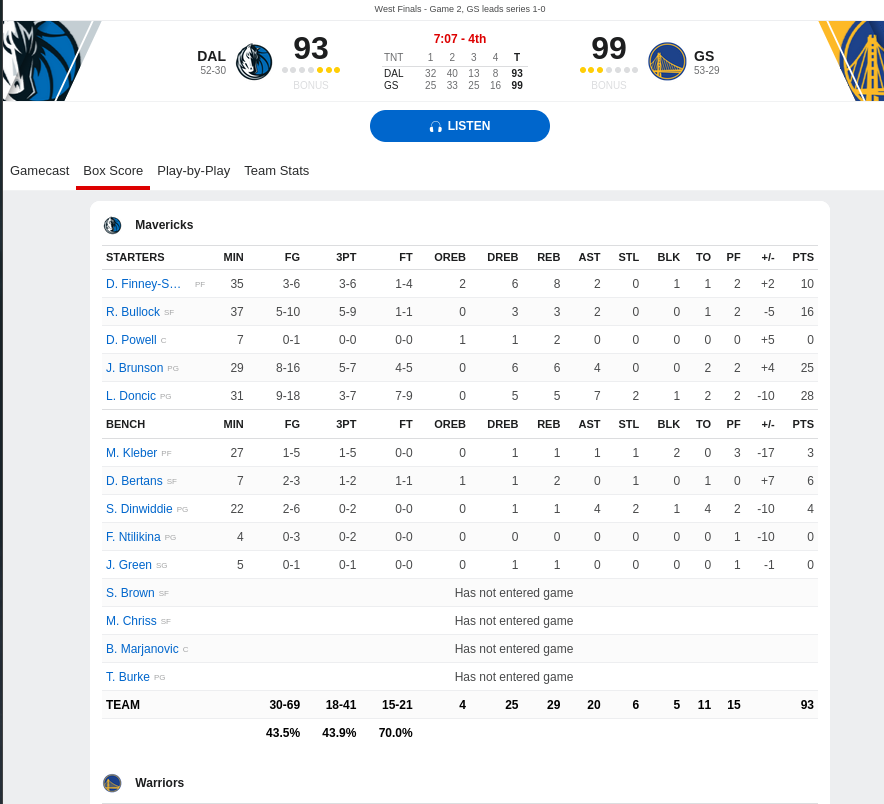 West Finals - Game 2, GS leads series 1-0
DAL 93 7:07 - 4th 99 GS
52-30 53-29
TNT 1 2 3 4 T
DAL 32 40 13 8 93
GS 25 33 25 16 99
BONUS BONUS
LISTEN
Gamecast Box Score Play-by-Play Team Stats
Mavericks
STARTERS MIN FG 3PT FT OREB DREB REB AST STL BLK TO PF +/- PTS
D. Finney-S... PF 35 3-6 3-6 1-4 2 6 8 2 0 1 1 2 +2 10
R. Bullock SF 37 5-10 5-9 1-1 0 3 3 2 0 0 1 2 -5 16
D. Powell C 7 0-1 0-0 0-0 1 1 2 0 0 0 0 0 +5 0
J. Brunson PG 29 8-16 5-7 4-5 0 6 6 4 0 0 2 2 +4 25
L. Doncic PG 31 9-18 3-7 7-9 0 5 5 7 2 1 2 2 -10 28
BENCH MIN FG 3PT FT OREB DREB REB AST STL BLK TO PF +/- PTS
M. Kleber PF 27 1-5 1-5 0-0 0 1 1 1 1 2 0 3 -17 3
D. Bertans SF 7 2-3 1-2 1-1 1 1 2 0 1 0 1 0 +7 6
S. Dinwiddie PG 22 2-6 0-2 0-0 0 1 1 4 2 1 4 2 -10 4
F. Ntilikina PG 4 0-3 0-2 0-0 0 0 0 0 0 0 0 1 -10 0
J. Green SG 5 0-1 0-1 0-0 0 1 1 0 0 0 0 1 -1 0
S. Brown SF Has not entered game
M. Chriss SF Has not entered game
B. Marjanovic C Has not entered game
T. Burke PG Has not entered game
TEAM 30-69 18-41 15-21 4 25 29 20 6 5 11 15 93
43.5% 43.9% 70.0%
Warriors